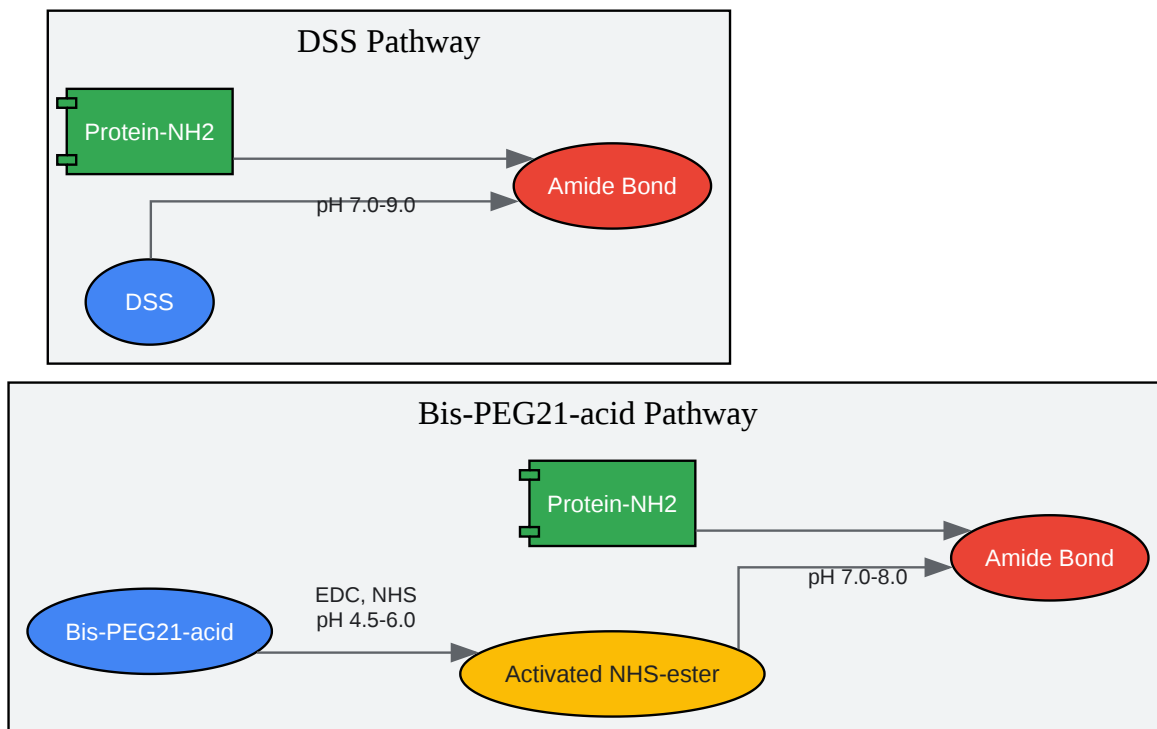 DSS Pathway
Protein-NH2
Amide Bond
pH 7.0-9.0
DSS
Bis-PEG21-acid Pathway
Protein-NH2
Amide Bond
pH 7.0-8.0
EDC, NHS
pH 4.5-6.0
Bis-PEG21-acid
Activated NHS-ester